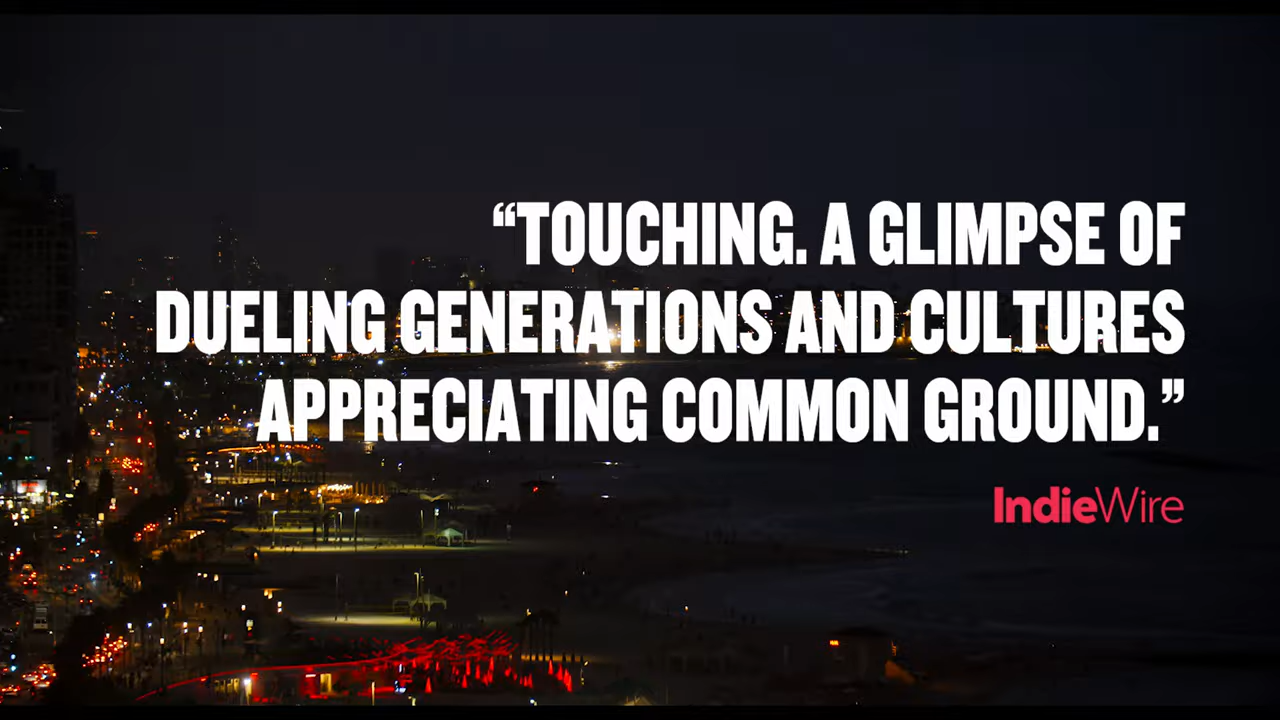 “TOUCHING. A GLIMPSE OF
DUELING GENERATIONS AND CULTURES
APPRECIATING COMMON GROUND.”
IndieWire